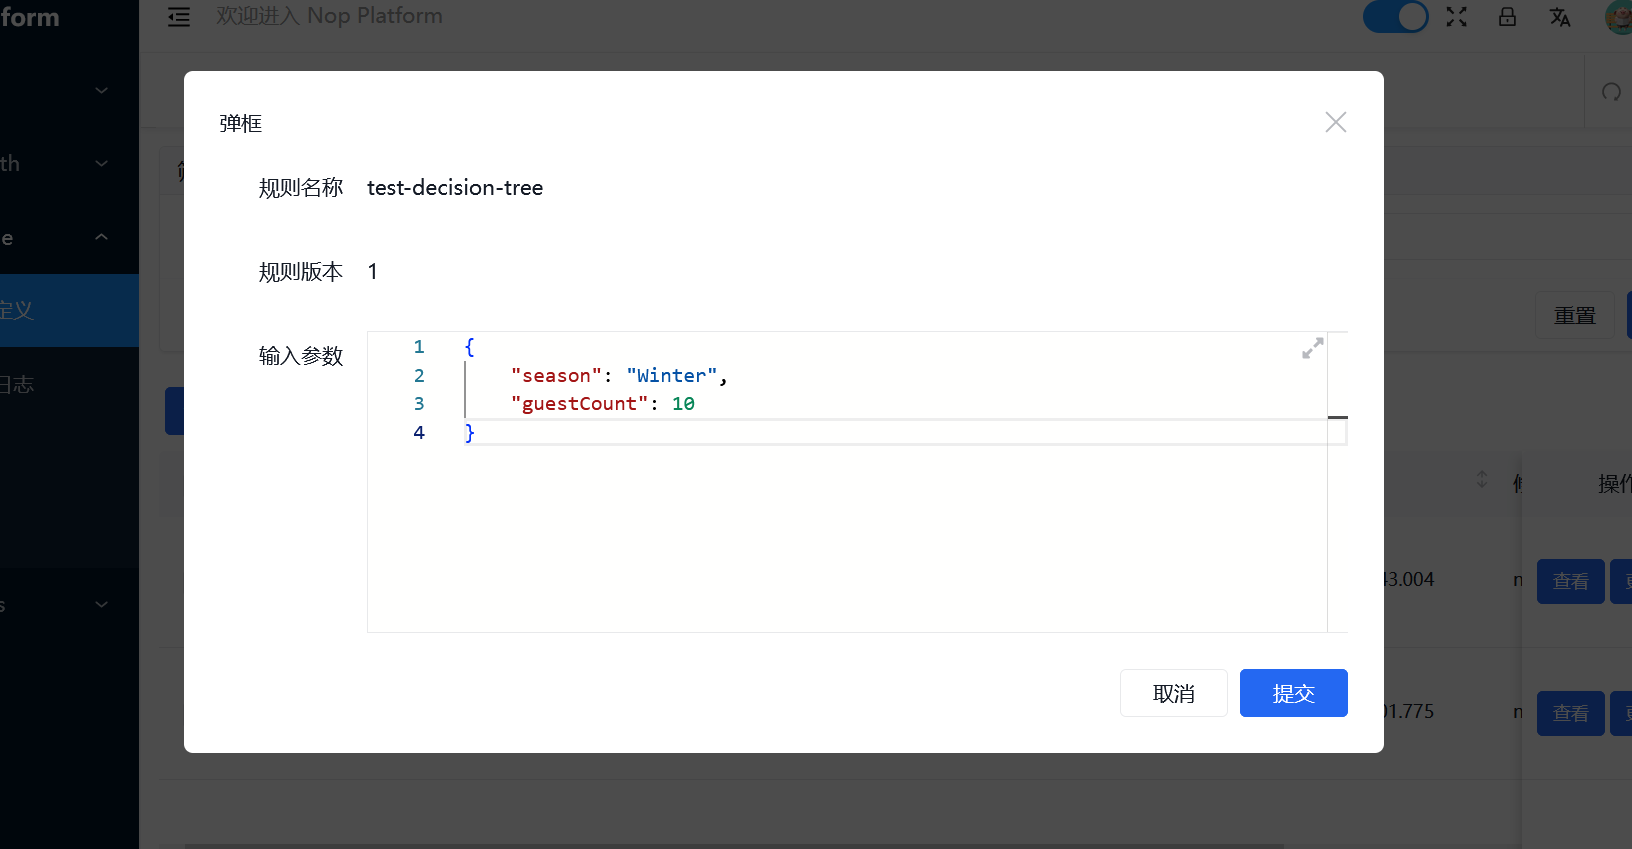 form
欢迎进入 Nop Platform
th
e
定义
日志
s
弹框
规则名称 test-decision-tree
规则版本 1
输入参数
1 {
2 "season": "Winter",
3 "guestCount": 10
4 }
取消 提交
重置
操作
43.004 查看
01.775 查看